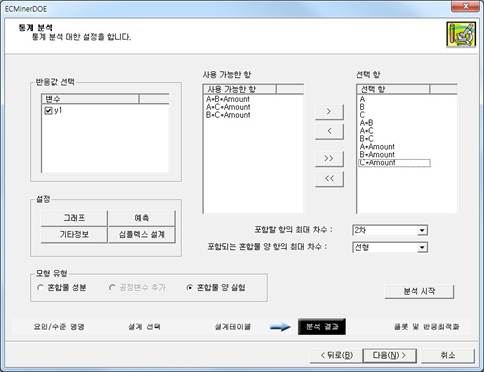 ECMinerDOE
통계 분석
통계 분석 대한 설정을 합니다.
반응값 선택
변수
y1
사용 가능한 항
사용 가능한 항
A*B*Amount
A*C*Amount
B*C*Amount
>
<
>>
<<
선택 항
선택 항
A
B
C
A*B
A*C
B*C
A*Amount
B*Amount
C*Amount
설정
그래프
예측
기타정보
심플렉스 설계
포함할 항의 최대 차수 :
2차
포함되는 혼합물 양 항의 최대 차수 :
선형
모형 유형
혼합물 성분
공정변수 추가
혼합물 양 실험
분석 시작
요인/수준 명명
설계 선택
설계테이블
분석 결과
플롯 및 반응최적화
< 뒤로(B)
다음(N) >
취소